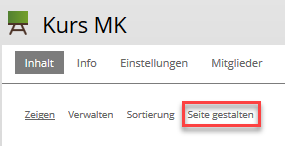 Kurs MK
Inhalt Info Einstellungen Mitglieder
Zeigen Verwalten Sortierung Seite gestalten